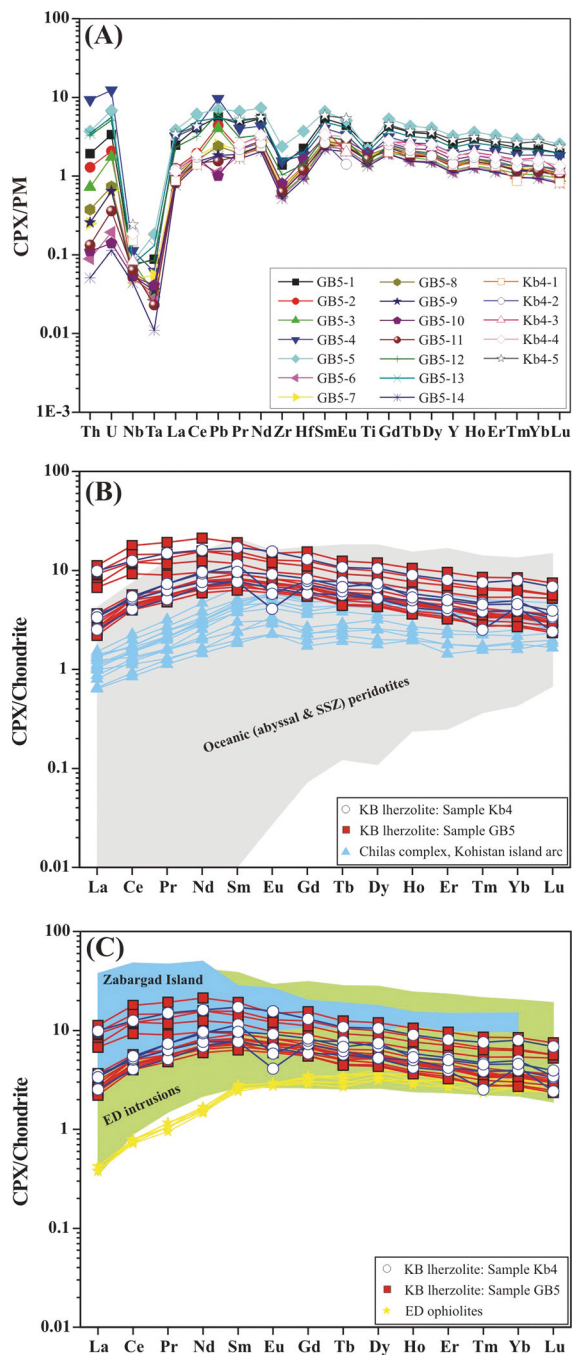 (A)
100
10
1
0.1
0.01
1E-3
CPX/PM
GB5-1 GB5-8 Kb4-1
GB5-2 GB5-9 Kb4-2
GB5-3 GB5-10 Kb4-3
GB5-4 GB5-11 Kb4-4
GB5-5 GB5-12 Kb4-5
GB5-6 GB5-13
GB5-7 GB5-14
Th U Nb Ta La Ce Pb Pr Nd Zr Hf Sm Eu Ti Gd Tb Dy Y Ho Er Tm Yb Lu
(B)
100
10
1
0.1
0.01
CPX/Chondrite
Oceanic (abyssal & SSZ) peridotites
KB lherzolite: Sample Kb4
KB lherzolite: Sample GB5
Chilas complex, Kohistan island arc
La Ce Pr Nd Sm Eu Gd Tb Dy Ho Er Tm Yb Lu
(C)
100
10
1
0.1
0.01
CPX/Chondrite
Zabargad Island
ED intrusions
KB lherzolite: Sample Kb4
KB lherzolite: Sample GB5
ED ophiolites
La Ce Pr Nd Sm Eu Gd Tb Dy Ho Er Tm Yb Lu